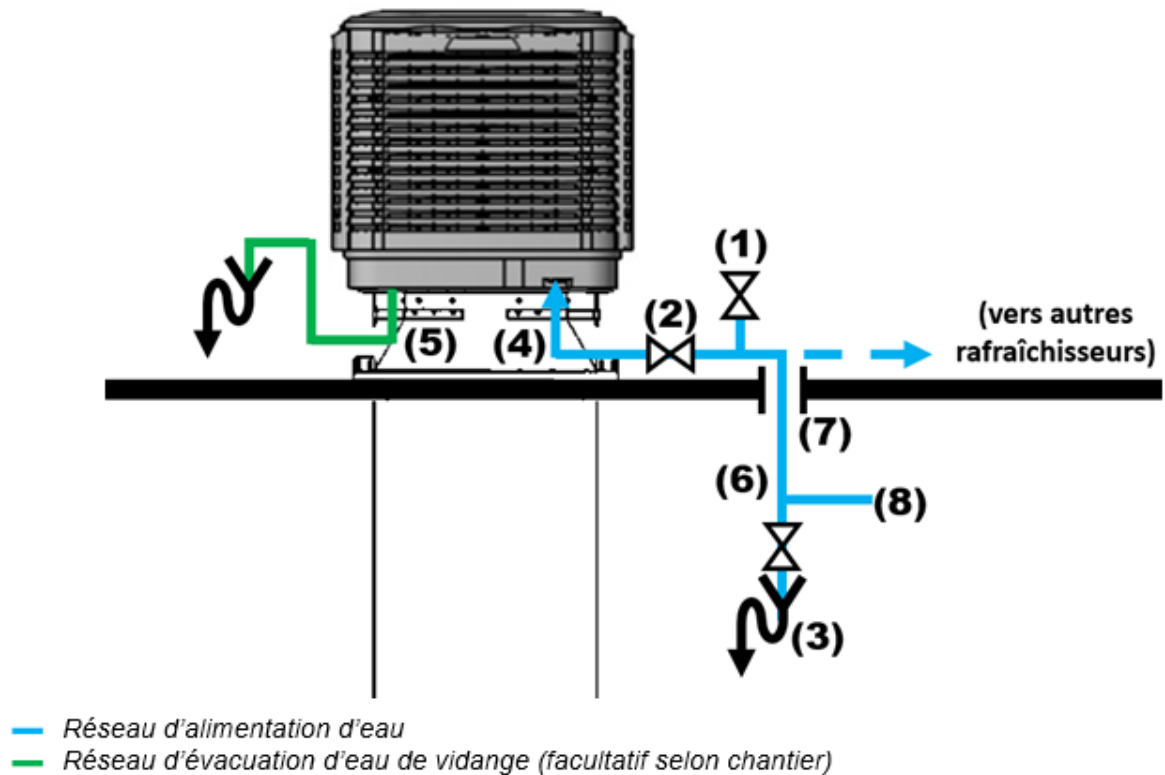 (1)
(2)
(vers autres
rafraîchisseurs)
(5)
(4)
(7)
(6)
(8)
(3)
Réseau d'alimentation d'eau
Réseau d'évacuation d'eau de vidange (facultatif selon chantier)